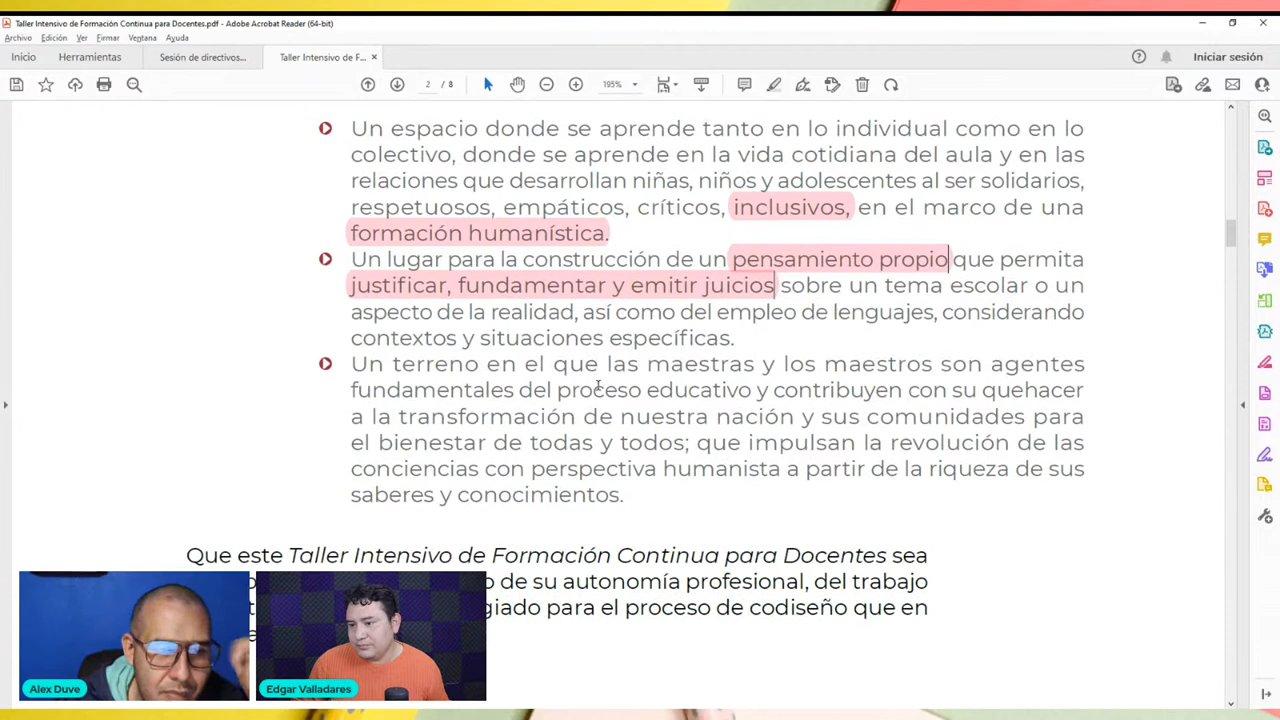 Taller Intensivo de Formación Continua para Docentes.pdf - Adobe Acrobat Reader (64-bit)
Archivo Edición Ver Firmar Ventana Ayuda
Inicio Herramientas Sesión de directivos... Taller Intensivo de F... × Iniciar sesión
2 / 8 195%
Un espacio donde se aprende tanto en lo individual como en lo
colectivo, donde se aprende en la vida cotidiana del aula y en las
relaciones que desarrollan niñas, niños y adolescentes al ser solidarios,
respetuosos, empáticos, críticos, inclusivos, en el marco de una
formación humanística.
Un lugar para la construcción de un pensamiento propio que permita
justificar, fundamentar y emitir juicios sobre un tema escolar o un
aspecto de la realidad, así como del empleo de lenguajes, considerando
contextos y situaciones específicas.
Un terreno en el que las maestras y los maestros son agentes
fundamentales del proceso educativo y contribuyen con su quehacer
a la transformación de nuestra nación y sus comunidades para
el bienestar de todas y todos; que impulsan la revolución de las
conciencias con perspectiva humanista a partir de la riqueza de sus
saberes y conocimientos.
Que este Taller Intensivo de Formación Continua para Docentes sea
de su autonomía profesional, del trabajo
giado para el proceso de codiseño que en
Alex Duve
Edgar Valladares